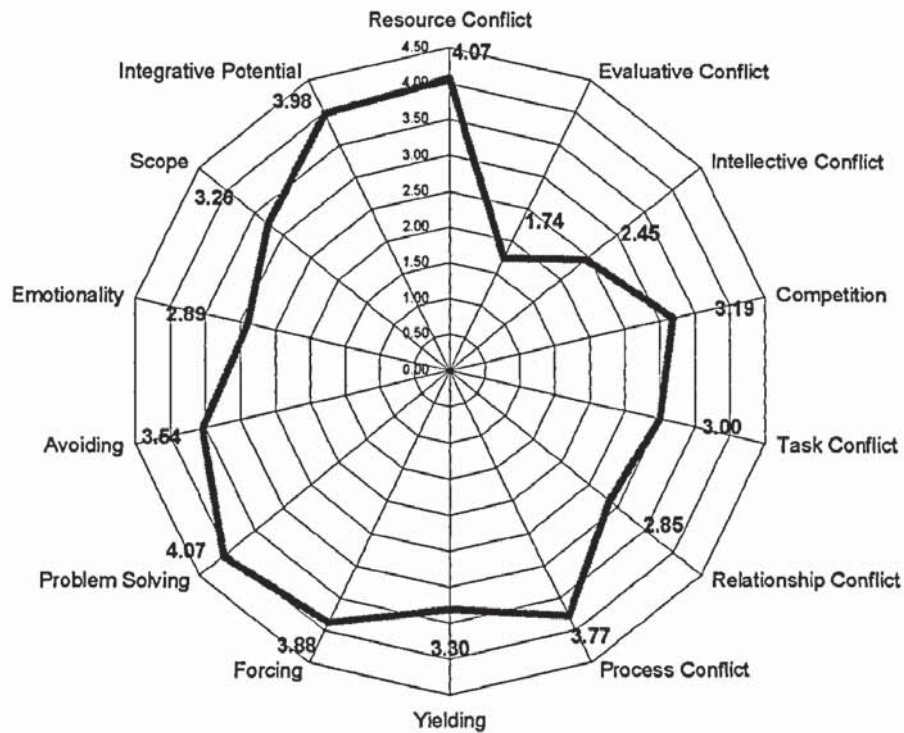 Resource Conflict
4.50
4.07
Integrative Potential
Evaluative Conflict
4.00
3.98
3.50
Scope
3.00
Intellective Conflict
3.26
2.50
1.74
2.45
2.00
1.50
Emotionality
2.89
1.00
3.19
Competition
0.50
0.00
Avoiding
3.54
3.00
Task Conflict
2.85
4.07
Problem Solving
Relationship Conflict
3.88
3.30
3.77
Forcing
Process Conflict
Yielding